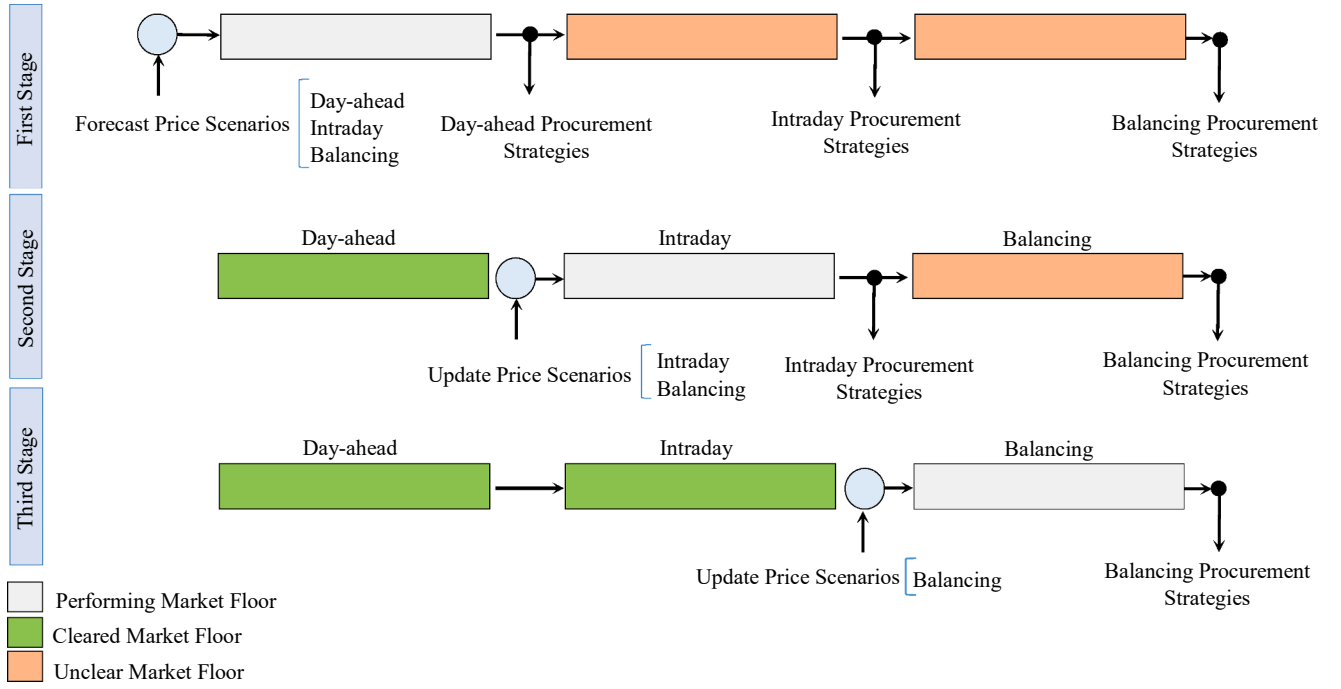 First Stage
Forecast Price Scenarios
Day-ahead
Intraday
Balancing
Day-ahead Procurement
Strategies
Intraday Procurement
Strategies
Balancing Procurement
Strategies
Second Stage
Day-ahead
Intraday
Balancing
Update Price Scenarios
Intraday
Balancing
Intraday Procurement
Strategies
Balancing Procurement
Strategies
Third Stage
Day-ahead
Intraday
Balancing
Update Price Scenarios
Balancing
Balancing Procurement
Strategies
Performing Market Floor
Cleared Market Floor
Unclear Market Floor